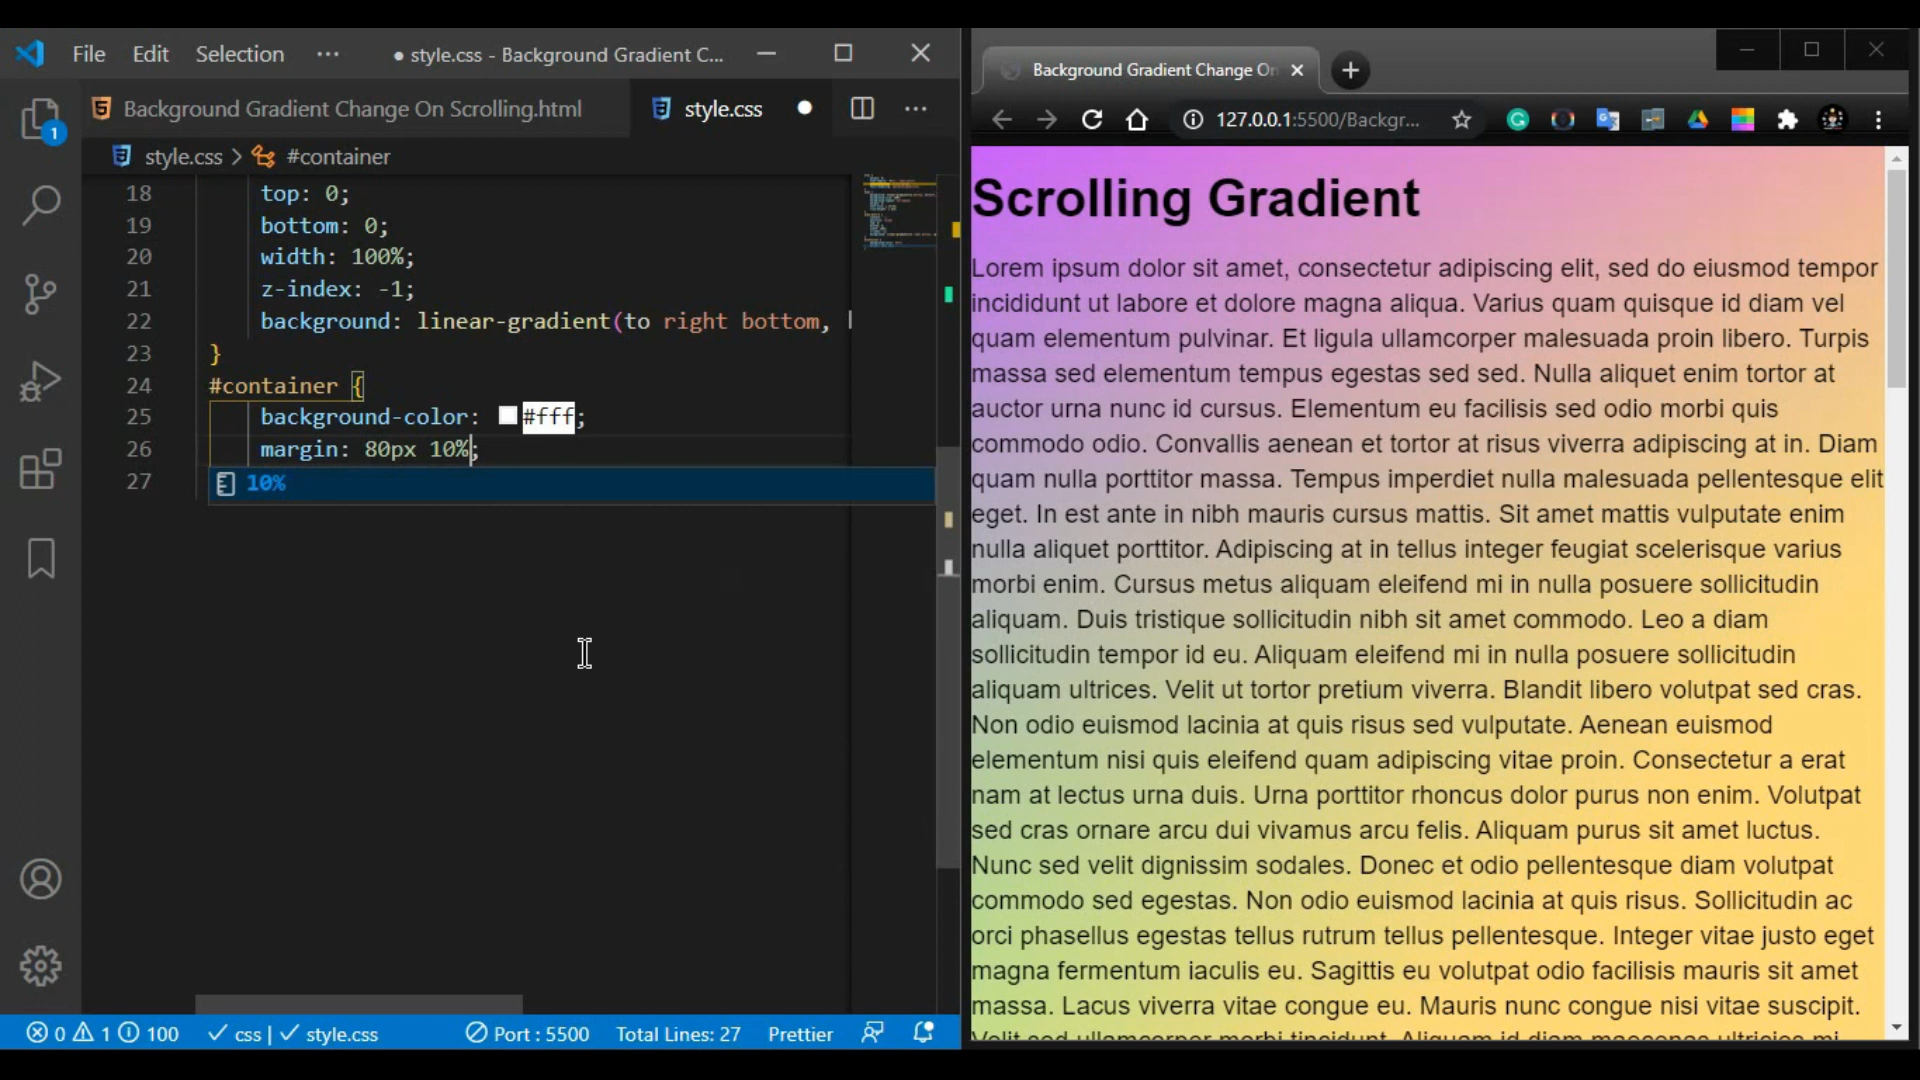 File Edit Selection ··· ● style.css - Background Gradient C...
Background Gradient Change On Scrolling.html style.css
style.css > #container
1
18 top: 0;
19 bottom: 0;
20 width: 100%;
21 z-index: -1;
22 background: linear-gradient(to right bottom,
23 }
24 #container {
25 background-color: #fff;
26 margin: 80px 10%;
27
10%
0 1 100 css | style.css Port : 5500 Total Lines: 27 Prettier
Background Gradient Change On
127.0.0.1:5500/Backgr...
Scrolling Gradient
Lorem ipsum dolor sit amet, consectetur adipiscing elit, sed do eiusmod tempor
incididunt ut labore et dolore magna aliqua. Varius quam quisque id diam vel
quam elementum pulvinar. Et ligula ullamcorper malesuada proin libero. Turpis
massa sed elementum tempus egestas sed sed. Nulla aliquet enim tortor at
auctor urna nunc id cursus. Elementum eu facilisis sed odio morbi quis
commodo odio. Convallis aenean et tortor at risus viverra adipiscing at in. Diam
quam nulla porttitor massa. Tempus imperdiet nulla malesuada pellentesque elit
eget. In est ante in nibh mauris cursus mattis. Sit amet mattis vulputate enim
nulla aliquet porttitor. Adipiscing at in tellus integer feugiat scelerisque varius
morbi enim. Cursus metus aliquam eleifend mi in nulla posuere sollicitudin
aliquam. Duis tristique sollicitudin nibh sit amet commodo. Leo a diam
sollicitudin tempor id eu. Aliquam eleifend mi in nulla posuere sollicitudin
aliquam ultrices. Velit ut tortor pretium viverra. Blandit libero volutpat sed cras.
Non odio euismod lacinia at quis risus sed vulputate. Aenean euismod
elementum nisi quis eleifend quam adipiscing vitae proin. Consectetur a erat
nam at lectus urna duis. Urna porttitor rhoncus dolor purus non enim. Volutpat
sed cras ornare arcu dui vivamus arcu felis. Aliquam purus sit amet luctus.
Nunc sed velit dignissim sodales. Donec et odio pellentesque diam volutpat
commodo sed egestas. Non odio euismod lacinia at quis risus. Sollicitudin ac
orci phasellus egestas tellus rutrum tellus pellentesque. Integer vitae justo eget
magna fermentum iaculis eu. Sagittis eu volutpat odio facilisis mauris sit amet
massa. Lacus viverra vitae congue eu. Mauris nunc congue nisi vitae suscipit.
Velit sed ullamcorper morbi tincidunt. Aliquam id diam maecenas ultricies mi